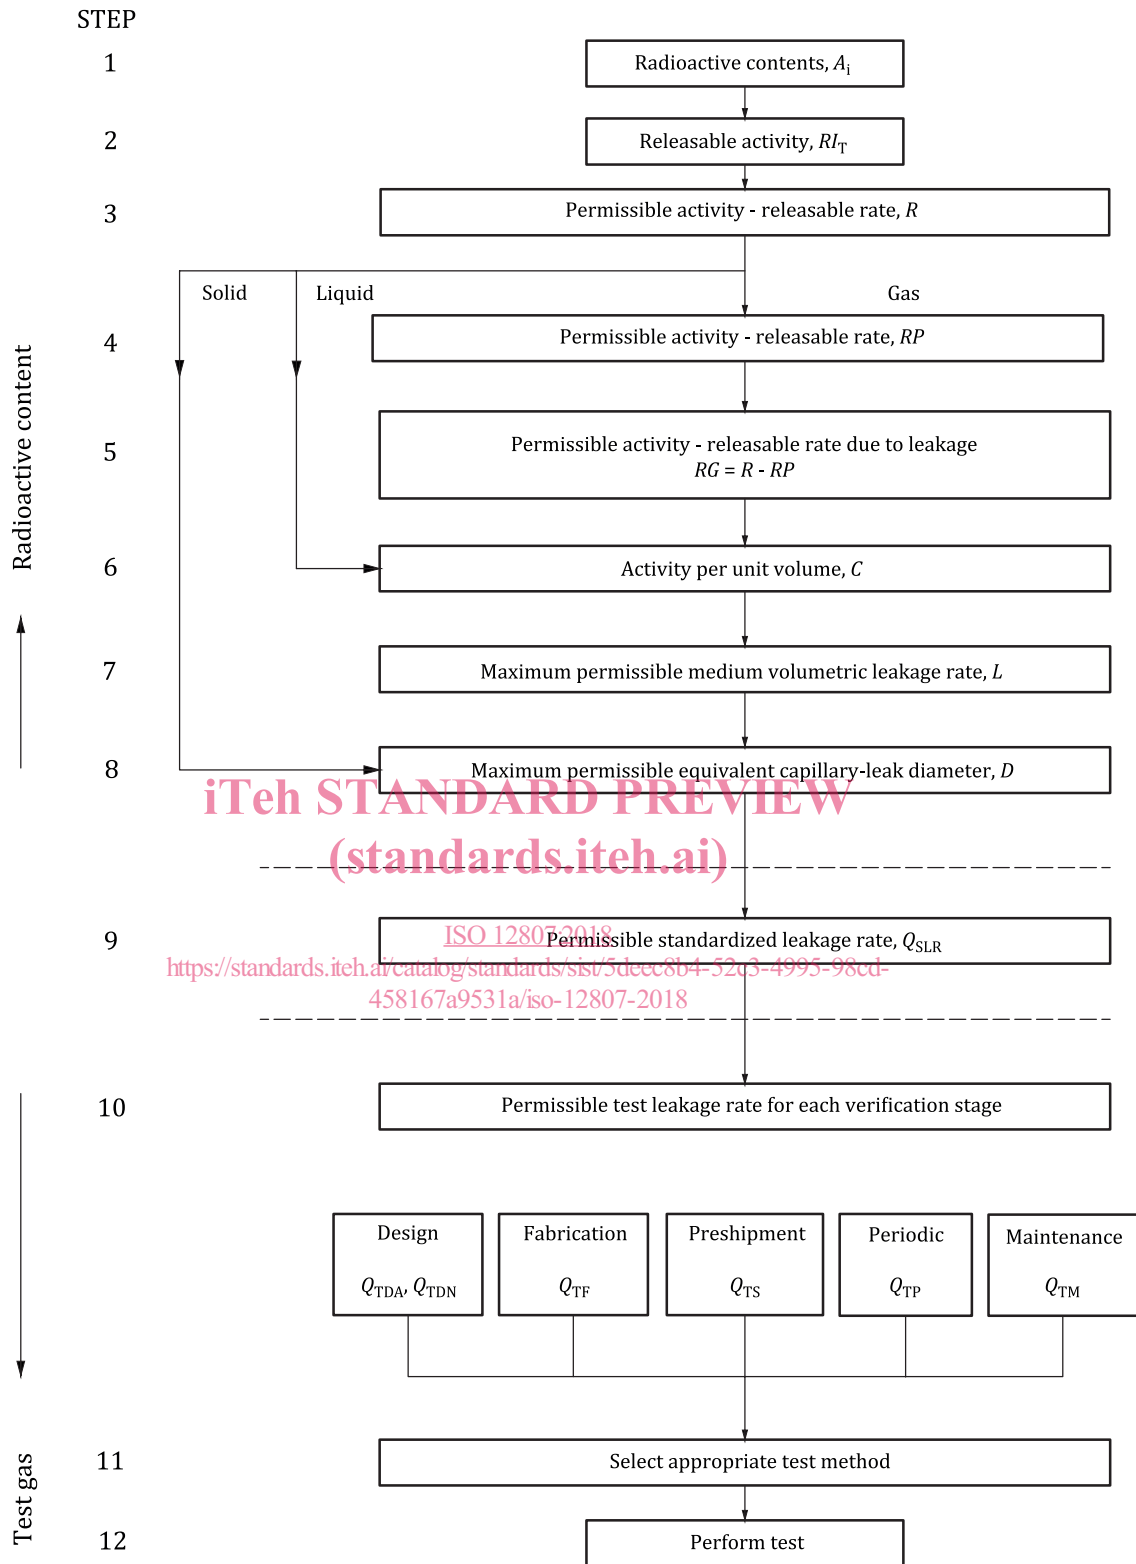 STEP
1
Radioactive contents, Ai
2
Releasable activity, RIT
3
Permissible activity - releasable rate, R
Solid
Liquid
Gas
4
Permissible activity - releasable rate, RP
5
Permissible activity - releasable rate due to leakage
RG = R - RP
Radioactive content
6
Activity per unit volume, C
7
Maximum permissible medium volumetric leakage rate, L
8
Maximum permissible equivalent capillary-leak diameter, D
iTeh STANDARD PREVIEW
(standards.iteh.ai)
9
ISO 12807:2018
Permissible standardized leakage rate, QSLR
https://standards.iteh.ai/catalog/standards/sist/5deec8b4-52c3-4995-98cd-
458167a9531a/iso-12807-2018
10
Permissible test leakage rate for each verification stage
Design
QTDA, QTDN
Fabrication
QTF
Preshipment
QTS
Periodic
QTP
Maintenance
QTM
Test gas
11
Select appropriate test method
12
Perform test